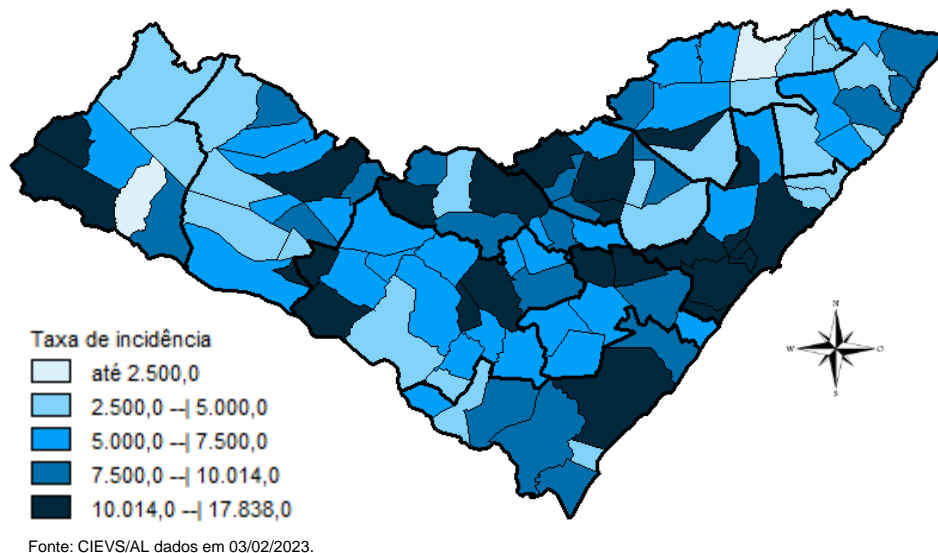 N
W
O
S
Taxa de incidência
até 2.500,0
2.500,0 --| 5.000,0
5.000,0 --| 7.500,0
7.500,0 --| 10.014,0
10.014,0 --| 17.838,0
Fonte: CIEVS/AL dados em 03/02/2023.